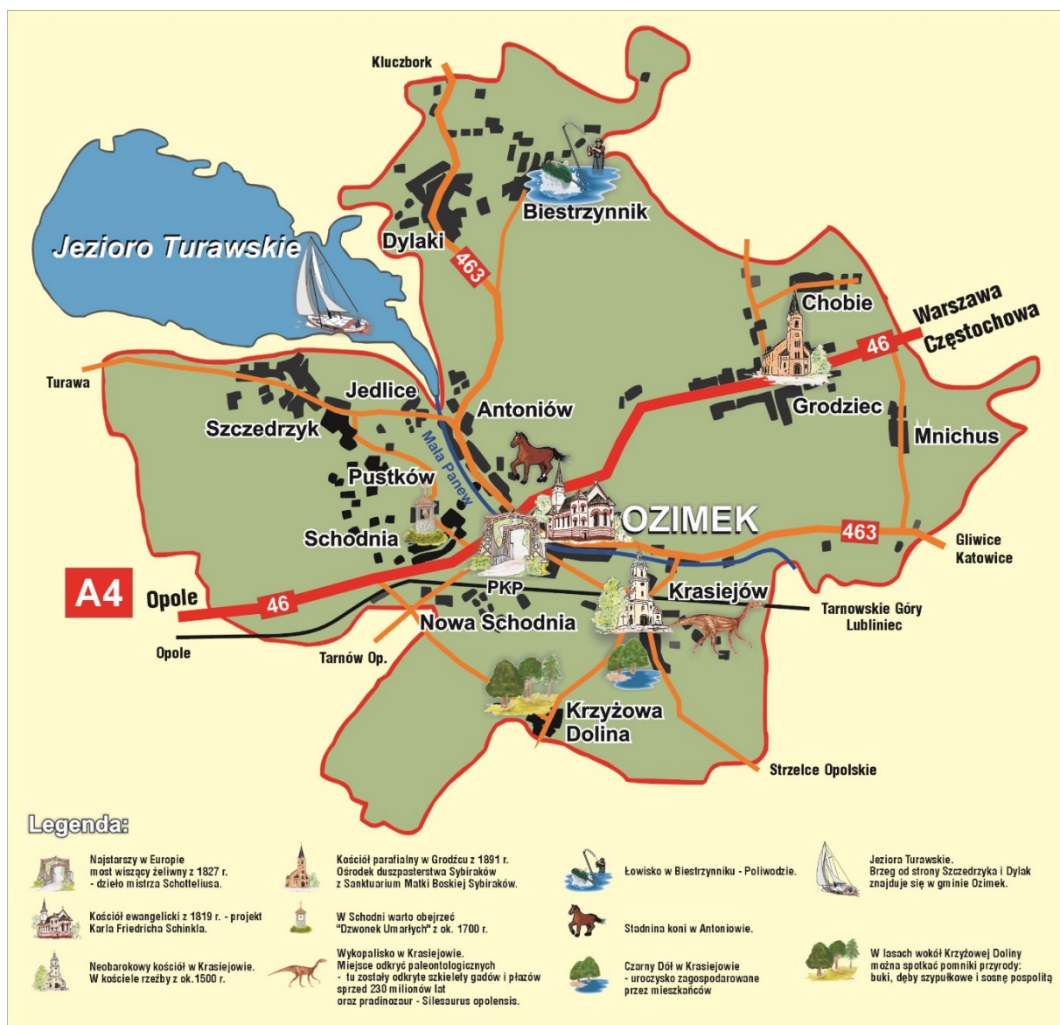 Kluczbork
Biestrzynnik
Dylaki
463
Jezioro Turawskie
Chobie
Warszawa
Częstochowa
46
Turawa
Jedlice
Antoniów
Grodziec
Szczedrzyk
Mnichus
Mała Panew
Pustków
OZIMEK
Schodnia
463
Gliwice
Katowice
A4
Opole
46
PKP
Krasiejów
Nowa Schodnia
Tarnowskie Góry
Lubliniec
Opole
Tarnów Op.
Krzyżowa
Dolina
Strzelce Opolskie
Legenda:
Najstarszy w Europie
most wiszący żeliwny z 1827 r.
- dzieło mistrza Schotteliusa.
Kościół ewangelicki z 1819 r. - projekt
Karla Friedricha Schinkla.
Neobarokowy kościół w Krasiejowie.
W kościele rzeźby z ok.1500 r.
Kościół parafialny w Grodźcu z 1891 r.
Ośrodek duszpasterstwa Sybiraków
z Sanktuarium Matki Boskiej Sybiraków.
W Schodni warto obejrzeć
"Dzwonek Umarłych" z ok. 1700 r.
Wykopalisko w Krasiejowie.
Miejsce odkryć paleontologicznych
- tu zostały odkryte szkielety gadów i płazów
sprzed 230 milionów lat
oraz pradinozaur - Silesaurus opolensis.
Łowisko w Biestrzynniku - Poliwodzie.
Stadnina koni w Antoniowie.
Czarny Dół w Krasiejowie
- uroczysko zagospodarowane
przez mieszkańców
Jeziora Turawskie.
Brzeg od strony Szczedrzyka i Dylak
znajduje się w gminie Ozimek.
W lasach wokół Krzyżowej Doliny
można spotkać pomniki przyrody:
buki, dęby szypułkowe i sosnę pospolitą